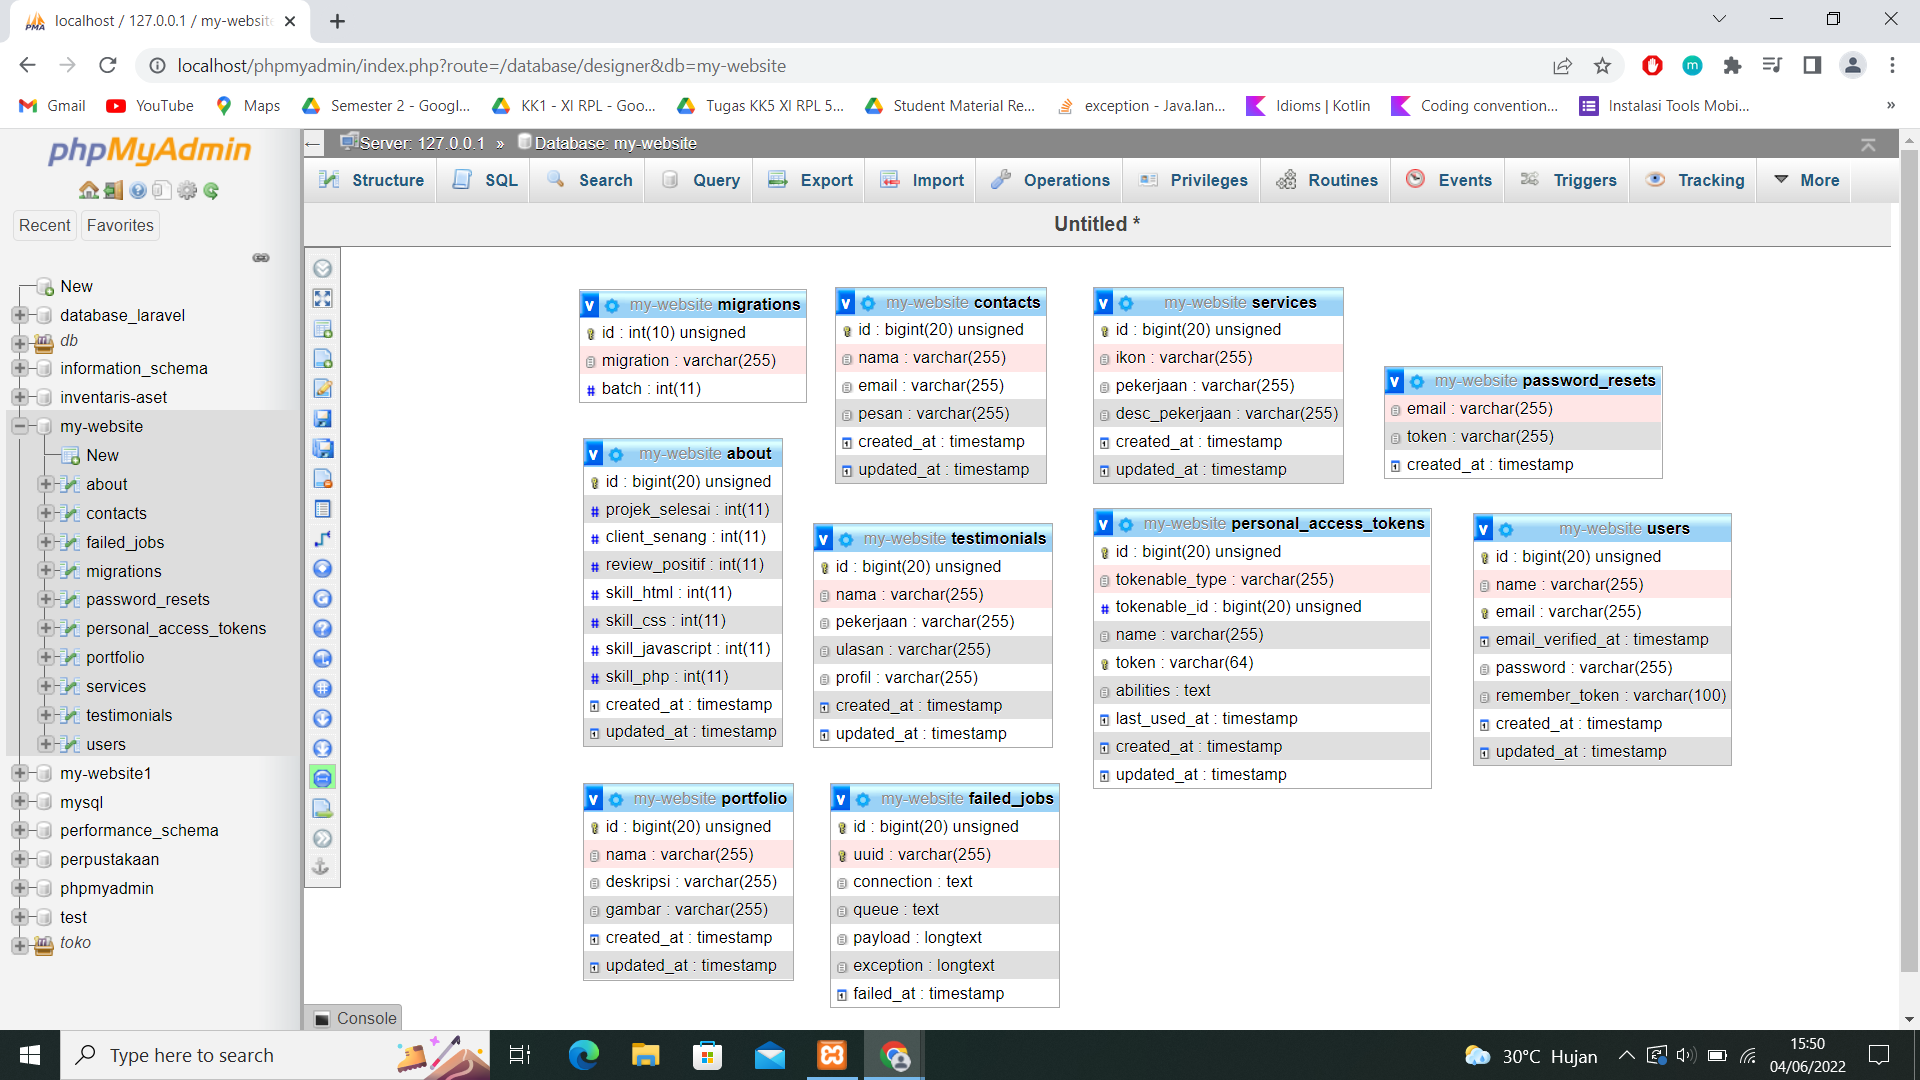 localhost / 127.0.0.1 / my-website
localhost/phpmyadmin/index.php?route=/database/designer&db=my-website
Gmail
YouTube
Maps
Semester 2 - Googl...
KK1 - XI RPL - Goo...
Tugas KK5 XI RPL 5...
Student Material Re...
exception - Java.lan...
Idioms | Kotlin
Coding convention...
Instalasi Tools Mobi...
»
phpMyAdmin
Recent
Favorites
New
database_laravel
db
information_schema
inventaris-aset
my-website
New
about
contacts
failed_jobs
migrations
password_resets
personal_access_tokens
portfolio
services
testimonials
users
my-website1
mysql
performance_schema
perpustakaan
phpmyadmin
test
toko
Server: 127.0.0.1 » Database: my-website
Structure
SQL
Search
Query
Export
Import
Operations
Privileges
Routines
Events
Triggers
Tracking
More
Untitled *
v my-website migrations
id : int(10) unsigned
migration : varchar(255)
# batch : int(11)
v my-website contacts
id : bigint(20) unsigned
nama : varchar(255)
email : varchar(255)
pesan : varchar(255)
created_at : timestamp
updated_at : timestamp
v my-website services
id : bigint(20) unsigned
ikon : varchar(255)
pekerjaan : varchar(255)
desc_pekerjaan : varchar(255)
created_at : timestamp
updated_at : timestamp
v my-website password_resets
email : varchar(255)
token : varchar(255)
created_at : timestamp
v my-website about
id : bigint(20) unsigned
# projek_selesai : int(11)
# client_senang : int(11)
# review_positif : int(11)
# skill_html : int(11)
# skill_css : int(11)
# skill_javascript : int(11)
# skill_php : int(11)
created_at : timestamp
updated_at : timestamp
v my-website testimonials
id : bigint(20) unsigned
nama : varchar(255)
pekerjaan : varchar(255)
ulasan : varchar(255)
profil : varchar(255)
created_at : timestamp
updated_at : timestamp
v my-website personal_access_tokens
id : bigint(20) unsigned
tokenable_type : varchar(255)
# tokenable_id : bigint(20) unsigned
name : varchar(255)
token : varchar(64)
abilities : text
last_used_at : timestamp
created_at : timestamp
updated_at : timestamp
v my-website users
id : bigint(20) unsigned
name : varchar(255)
email : varchar(255)
email_verified_at : timestamp
password : varchar(255)
remember_token : varchar(100)
created_at : timestamp
updated_at : timestamp
v my-website portfolio
id : bigint(20) unsigned
nama : varchar(255)
deskripsi : varchar(255)
gambar : varchar(255)
created_at : timestamp
updated_at : timestamp
v my-website failed_jobs
id : bigint(20) unsigned
uuid : varchar(255)
connection : text
queue : text
payload : longtext
exception : longtext
failed_at : timestamp
Console
Type here to search
30°C Hujan
15:50
04/06/2022